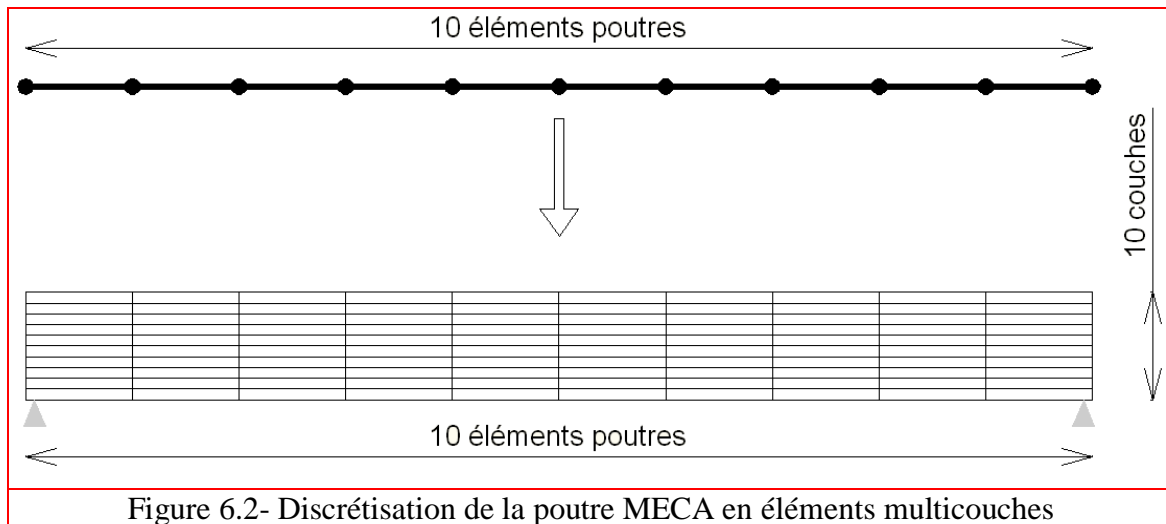 10 éléments poutres
10 couches
10 éléments poutres
Figure 6.2- Discrétisation de la poutre MECA en éléments multicouches